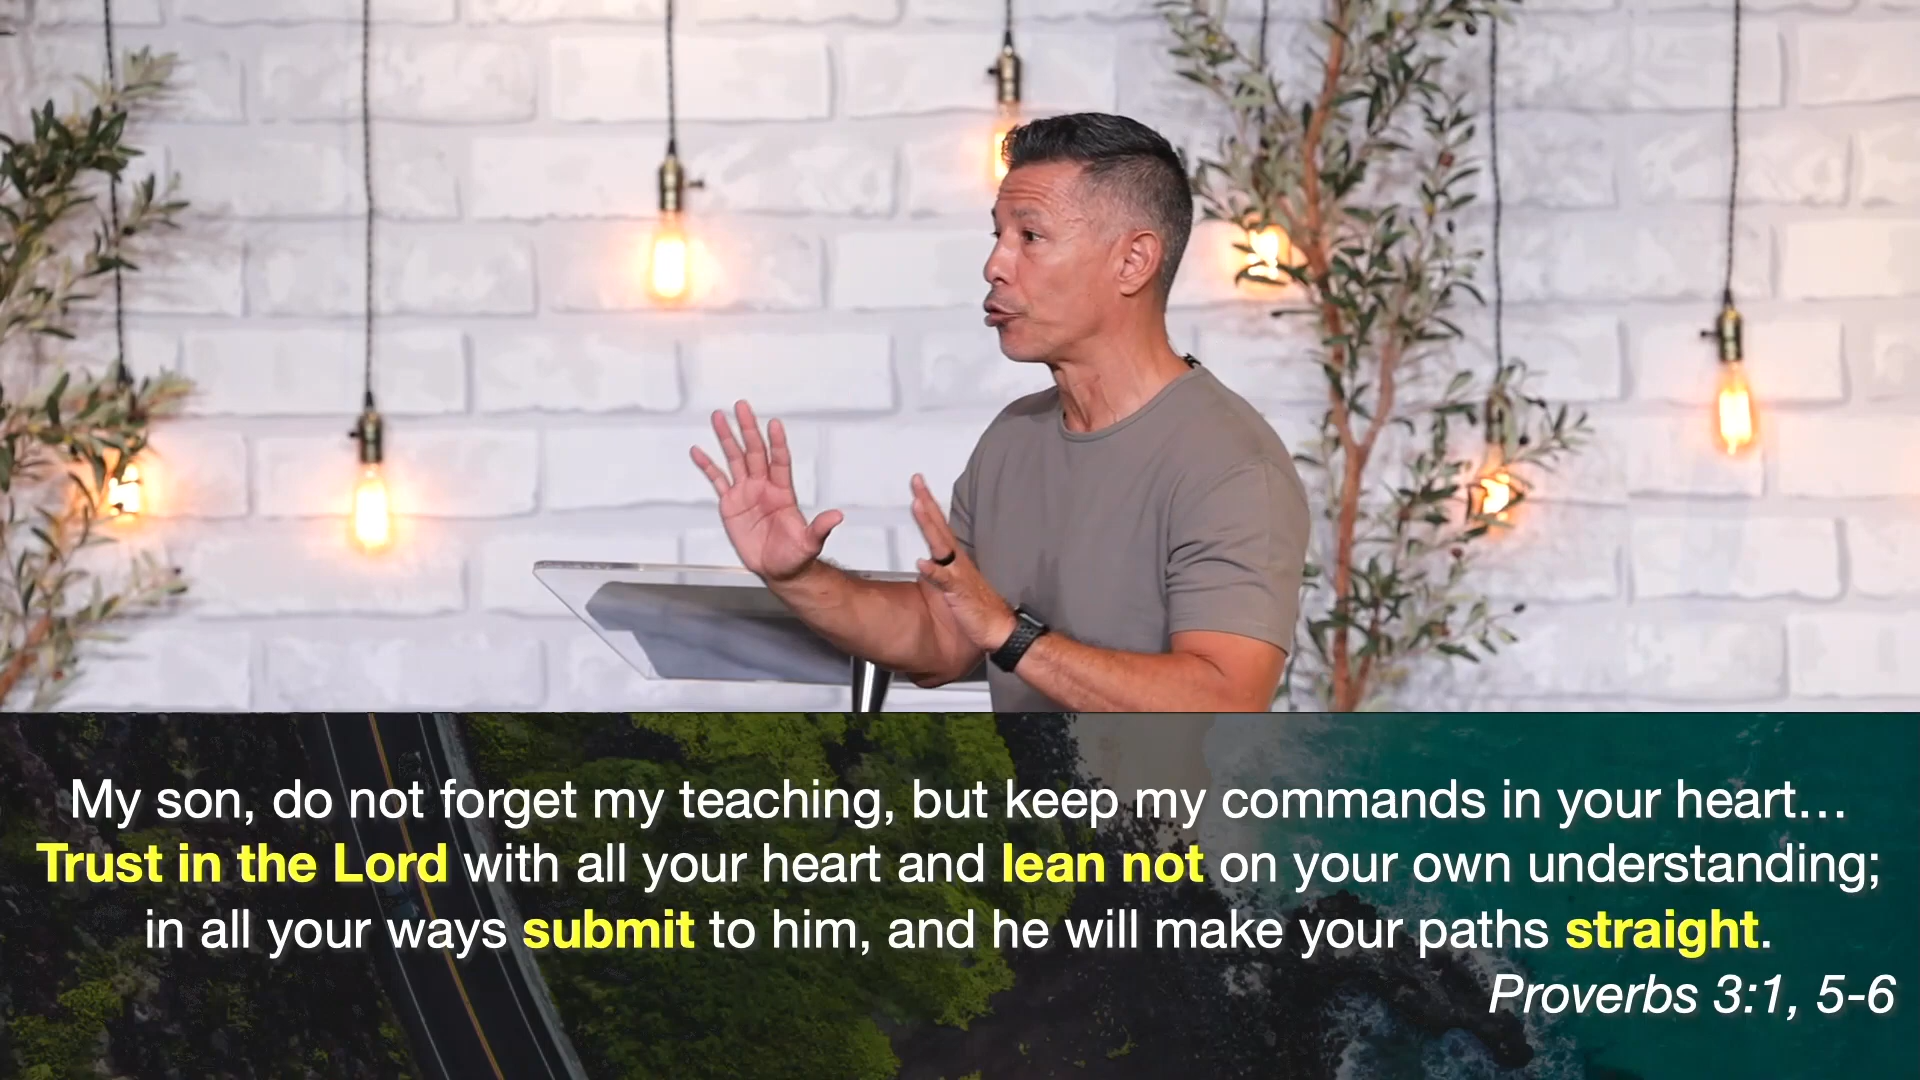 My son, do not forget my teaching, but keep my commands in your heart…
Trust in the Lord with all your heart and lean not on your own understanding;
in all your ways submit to him, and he will make your paths straight.
Proverbs 3:1, 5-6